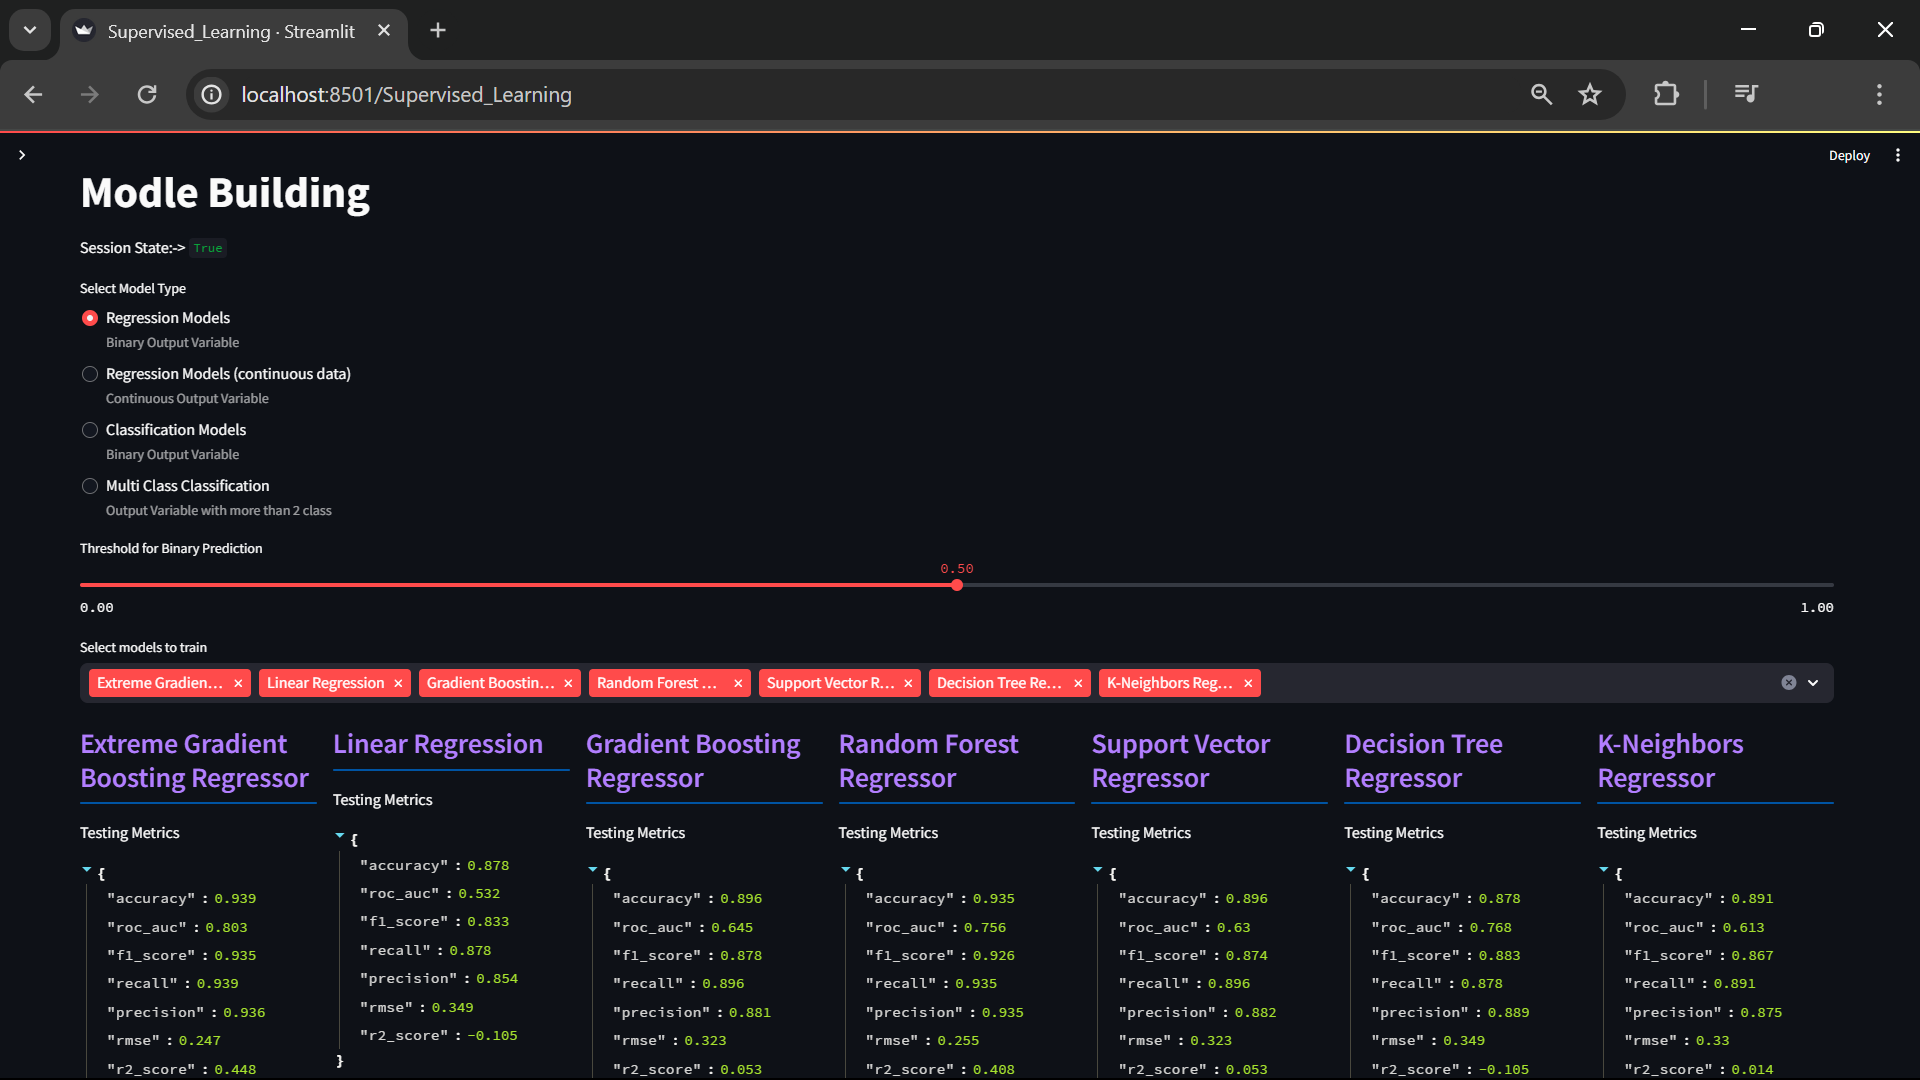 Supervised_Learning · Streamlit
localhost:8501/Supervised_Learning
Deploy
Modle Building
Session State:-> True
Select Model Type
Regression Models
Binary Output Variable
Regression Models (continuous data)
Continuous Output Variable
Classification Models
Binary Output Variable
Multi Class Classification
Output Variable with more than 2 class
Threshold for Binary Prediction
0.50
0.00
1.00
Select models to train
Extreme Gradien...
Linear Regression
Gradient Boostin...
Random Forest ...
Support Vector R...
Decision Tree Re...
K-Neighbors Reg...
Extreme Gradient
Boosting Regressor
Testing Metrics
{
"accuracy" : 0.939
"roc_auc" : 0.803
"f1_score" : 0.935
"recall" : 0.939
"precision" : 0.936
"rmse" : 0.247
"r2_score" : 0.448
Linear Regression
Testing Metrics
{
"accuracy" : 0.878
"roc_auc" : 0.532
"f1_score" : 0.833
"recall" : 0.878
"precision" : 0.854
"rmse" : 0.349
"r2_score" : -0.105
}
Gradient Boosting
Regressor
Testing Metrics
{
"accuracy" : 0.896
"roc_auc" : 0.645
"f1_score" : 0.878
"recall" : 0.896
"precision" : 0.881
"rmse" : 0.323
"r2_score" : 0.053
Random Forest
Regressor
Testing Metrics
{
"accuracy" : 0.935
"roc_auc" : 0.756
"f1_score" : 0.926
"recall" : 0.935
"precision" : 0.935
"rmse" : 0.255
"r2_score" : 0.408
Support Vector
Regressor
Testing Metrics
{
"accuracy" : 0.896
"roc_auc" : 0.63
"f1_score" : 0.874
"recall" : 0.896
"precision" : 0.882
"rmse" : 0.323
"r2_score" : 0.053
Decision Tree
Regressor
Testing Metrics
{
"accuracy" : 0.878
"roc_auc" : 0.768
"f1_score" : 0.883
"recall" : 0.878
"precision" : 0.889
"rmse" : 0.349
"r2_score" : -0.105
K-Neighbors
Regressor
Testing Metrics
{
"accuracy" : 0.891
"roc_auc" : 0.613
"f1_score" : 0.867
"recall" : 0.891
"precision" : 0.875
"rmse" : 0.33
"r2_score" : 0.014